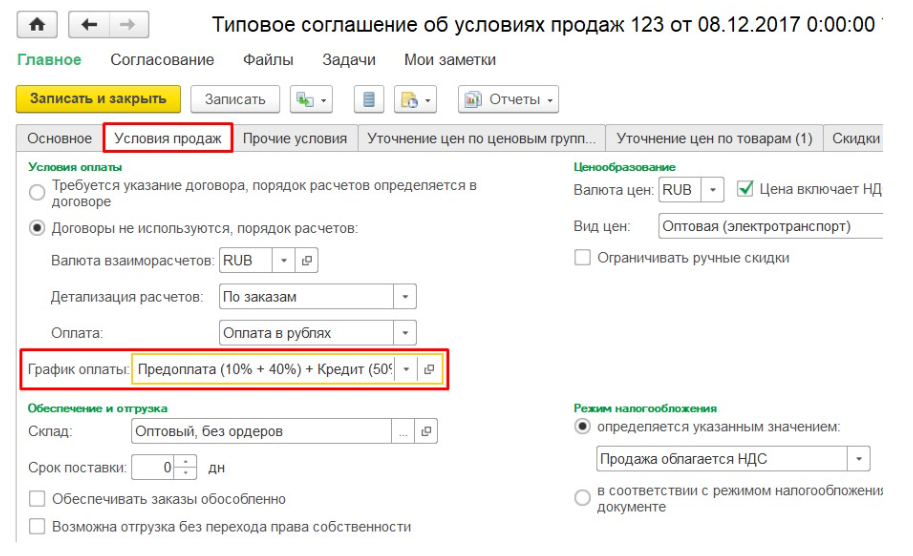 Типовое соглашение об условиях продаж 123 от 08.12.2017 0:00:00
Главное Согласование Файлы Задачи Мои заметки
Записать и закрыть Записать Отчеты
Основное Условия продаж Прочие условия Уточнение цен по ценовым групп... Уточнение цен по товарам (1) Скидки
Условия оплаты Ценообразование
Требуется указание договора, порядок расчетов определяется в
договоре
Валюта цен: RUB Цена включает НД
Договоры не используются, порядок расчетов: Вид цен: Оптовая (электротранспорт)
Валюта взаиморасчетов: RUB Ограничивать ручные скидки
Детализация расчетов: По заказам
Оплата: Оплата в рублях
График оплаты: Предоплата (10% + 40%) + Кредит (50%
Обеспечение и отгрузка Режим налогообложения
Склад: Оптовый, без ордеров ... определяется указанным значением:
Срок поставки: 0 дн Продажа облагается НДС
Обеспечивать заказы обособленно в соответствии с режимом налогообложения
документе
Возможна отгрузка без перехода права собственности